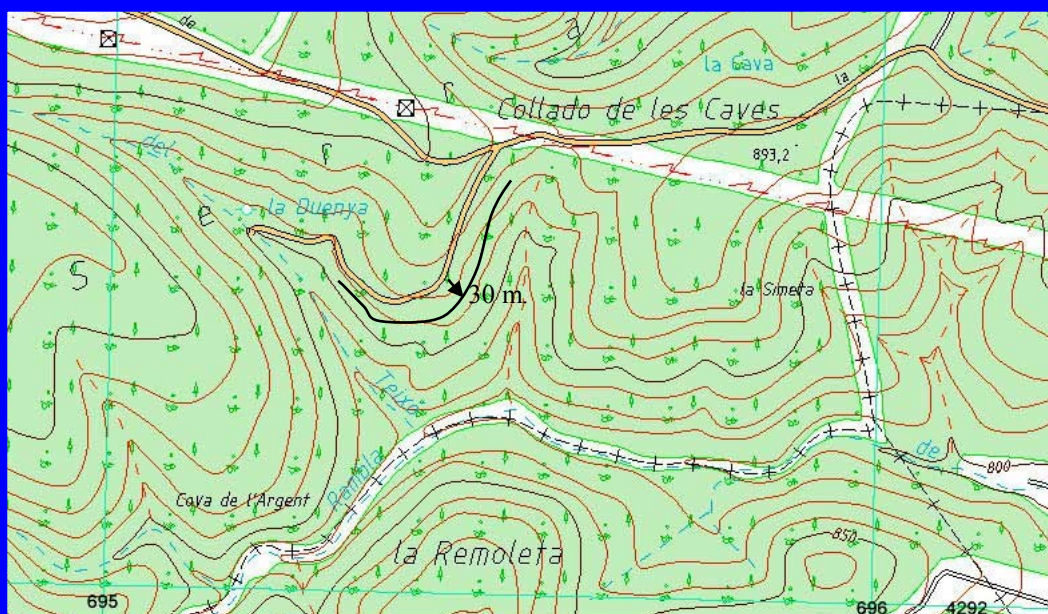 de
a
la Cava
la
r
Collado de les Caves
del
893,2
r
la Duenya
e
S
30 m.
la Simeta
Teixo
Rambla
de
800
Cova de l'Argent
la Remoleta
850
695
696
4292